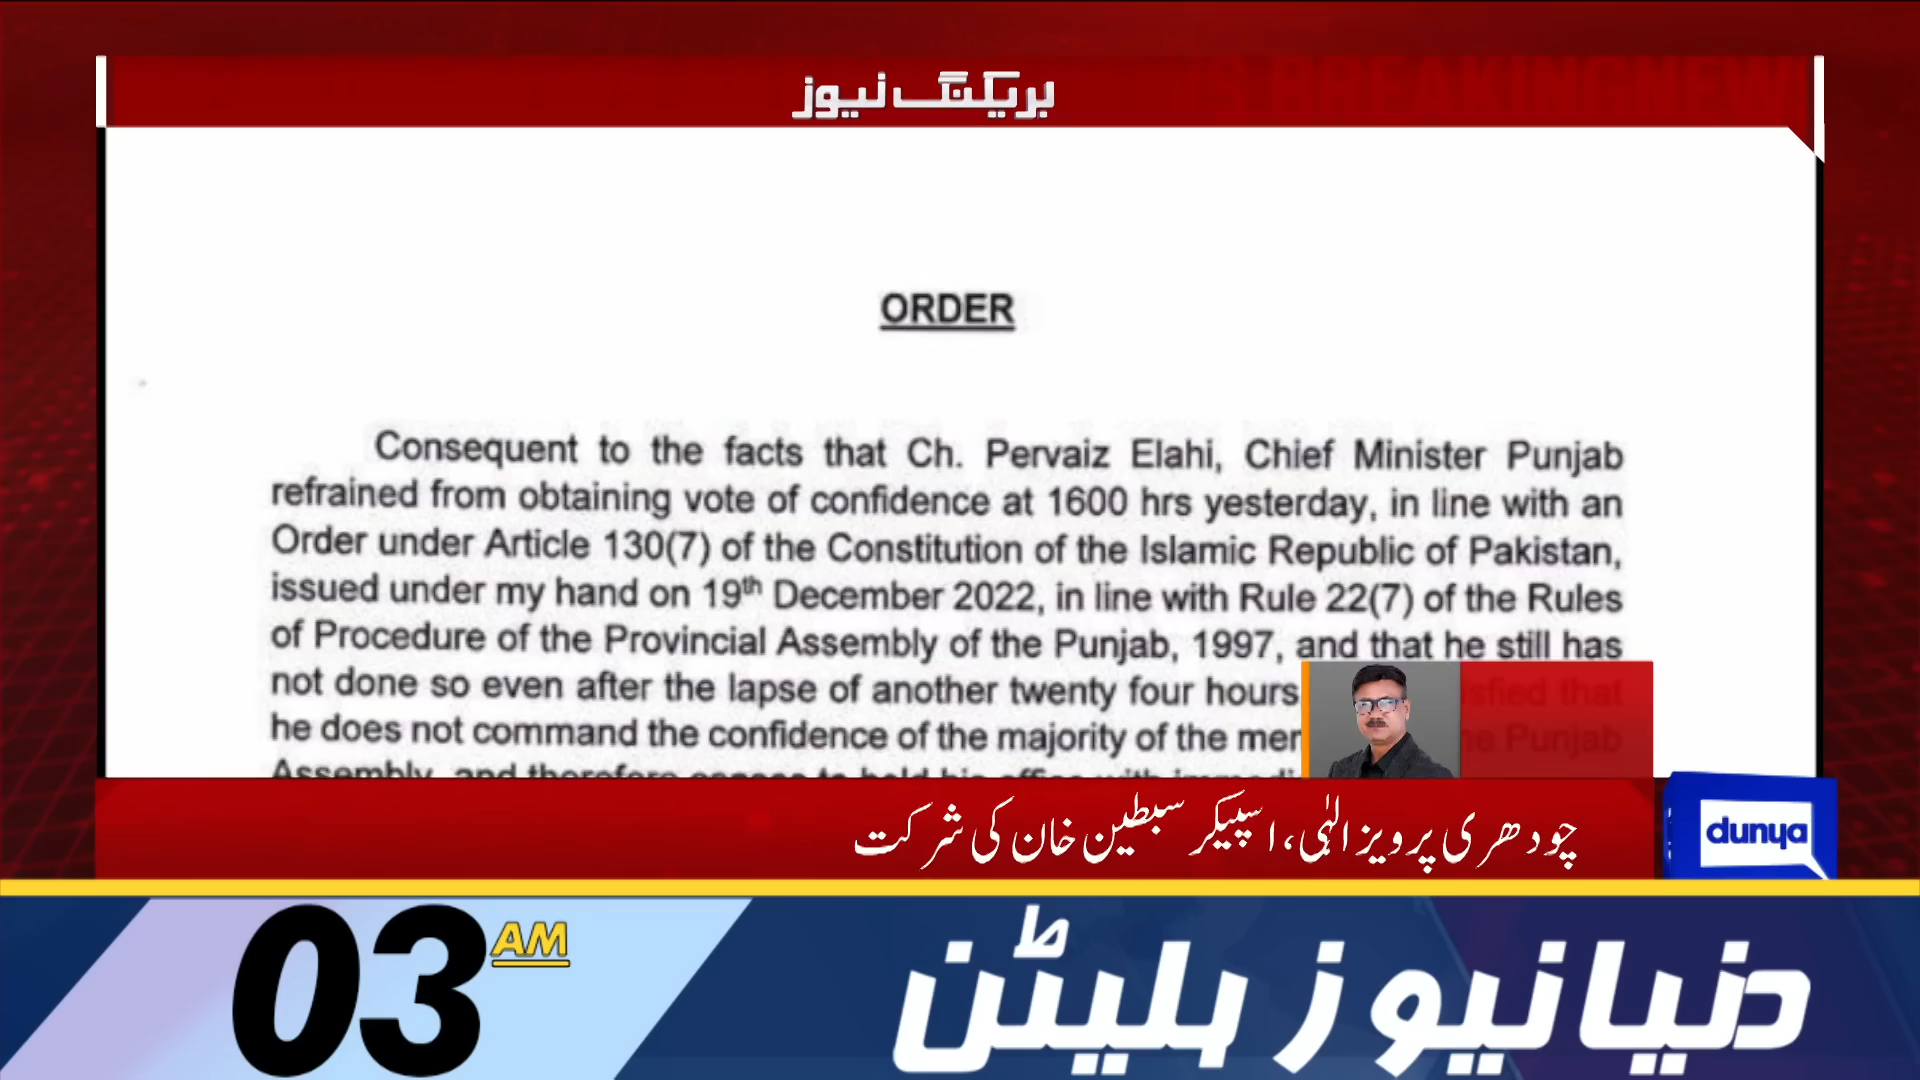 بریکنگ نیوز
ORDER
Consequent to the facts that Ch. Pervaiz Elahi, Chief Minister Punjab
refrained from obtaining vote of confidence at 1600 hrs yesterday, in line with an
Order under Article 130(7) of the Constitution of the Islamic Republic of Pakistan,
issued under my hand on 19th December 2022, in line with Rule 22(7) of the Rules
of Procedure of the Provincial Assembly of the Punjab, 1997, and that he still has
not done so even after the lapse of another twenty four hours
he does not command the confidence of the majority of the Punjab
چودھری پرویز الٰہی، اسپیکر سبطین خان کی شرکت
dunya
03 AM
دنیا نیوز بلیٹن